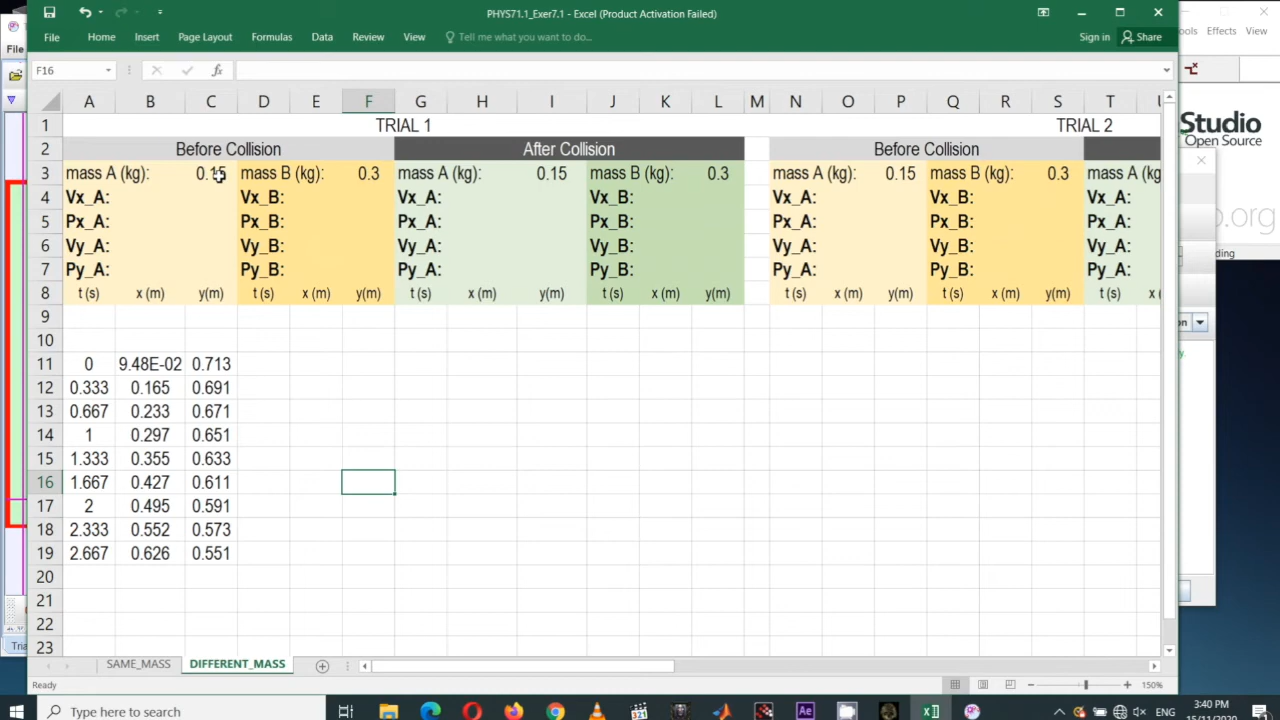 PHYS71.1_Exer7.1 - Excel (Product Activation Failed)
File Home Insert Page Layout Formulas Data Review View Tell me what you want to do... Sign in Share
Tools Effects View
File
F16
A B C D E F G H I J K L M N O P Q R S T U
1 TRIAL 1 TRIAL 2
2 Before Collision After Collision Before Collision
3 mass A (kg): 0.15 mass B (kg): 0.3 mass A (kg): 0.15 mass B (kg): 0.3 mass A (kg): 0.15 mass B (kg): 0.3 mass A (kg
4 Vx_A: Vx_B: Vx_A: Vx_B: Vx_A: Vx_B: Vx_A:
5 Px_A: Px_B: Px_A: Px_B: Px_A: Px_B: Px_A:
6 Vy_A: Vy_B: Vy_A: Vy_B: Vy_A: Vy_B: Vy_A:
7 Py_A: Py_B: Py_A: Py_B: Py_A: Py_B: Py_A:
8 t (s) x (m) y(m) t (s) x (m) y(m) t (s) x (m) y(m) t (s) x (m) y(m) t (s) x (m) y(m) t (s) x (m) y(m) t (s) x (
9
10
11 0 9.48E-02 0.713
12 0.333 0.165 0.691
13 0.667 0.233 0.671
14 1 0.297 0.651
15 1.333 0.355 0.633
16 1.667 0.427 0.611
17 2 0.495 0.591
18 2.333 0.552 0.573
19 2.667 0.626 0.551
20
21
22
23
Studio
Open Source
.org
ding
on
y.
Tria
SAME_MASS DIFFERENT_MASS
Ready 150%
Type here to search
3:40 PM
15/11/2020